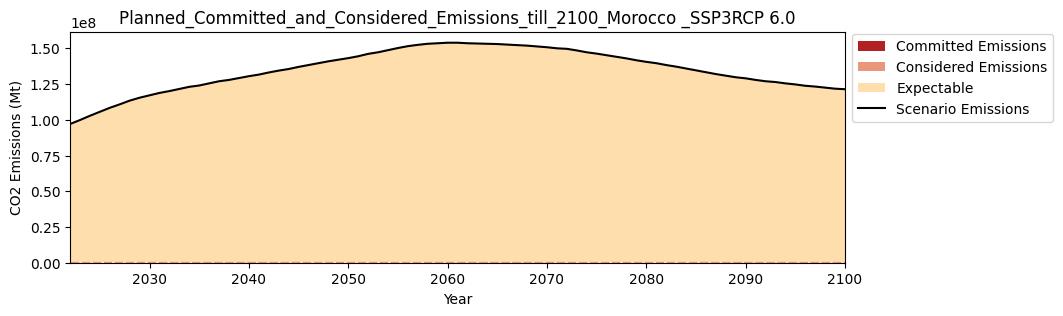 Planned_Committed_and_Considered_Emissions_till_2100_Morocco _SSP3RCP 6.0
1e8
1.50
1.25
1.00
0.75
0.50
0.25
0.00
CO2 Emissions (Mt)
2030 2040 2050 2060 2070 2080 2090 2100
Year
Committed Emissions
Considered Emissions
Expectable
Scenario Emissions